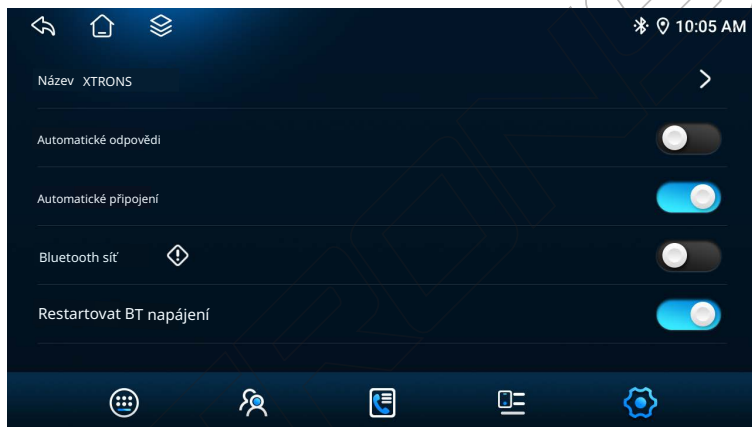 10:05 AM
Název XTRONS
Automatické odpovědi
Automatické připojení
Bluetooth síť
Restartovat BT napájení